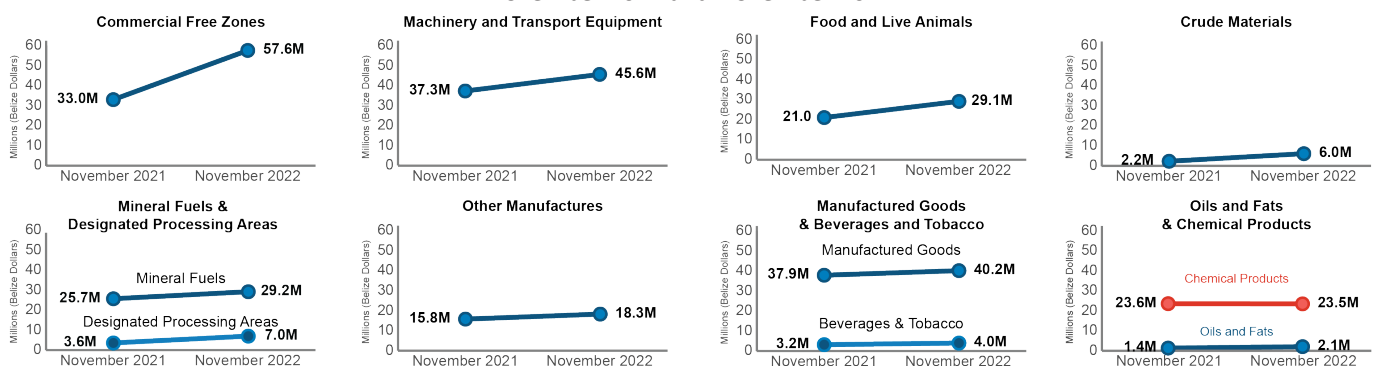 Commercial Free Zones
Millions (Belize Dollars)
60
50
40
30
20
10
0
33.0M
57.6M
November 2021
November 2022
Machinery and Transport Equipment
Millions (Belize Dollars)
60
50
40
30
20
10
0
37.3M
45.6M
November 2021
November 2022
Food and Live Animals
Millions (Belize Dollars)
60
50
40
30
20
10
0
21.0
29.1M
November 2021
November 2022
Crude Materials
Millions (Belize Dollars)
60
50
40
30
20
10
0
2.2M
6.0M
November 2021
November 2022
Mineral Fuels &
Designated Processing Areas
Millions (Belize Dollars)
60
50
40
30
20
10
0
Mineral Fuels
25.7M
29.2M
Designated Processing Areas
3.6M
7.0M
November 2021
November 2022
Other Manufactures
Millions (Belize Dollars)
60
50
40
30
20
10
0
15.8M
18.3M
November 2021
November 2022
Manufactured Goods
& Beverages and Tobacco
Millions (Belize Dollars)
60
50
40
30
20
10
0
Manufactured Goods
37.9M
40.2M
Beverages & Tobacco
3.2M
4.0M
November 2021
November 2022
Oils and Fats
& Chemical Products
Millions (Belize Dollars)
60
50
40
30
20
10
0
Chemical Products
23.6M
23.5M
Oils and Fats
1.4M
2.1M
November 2021
November 2022